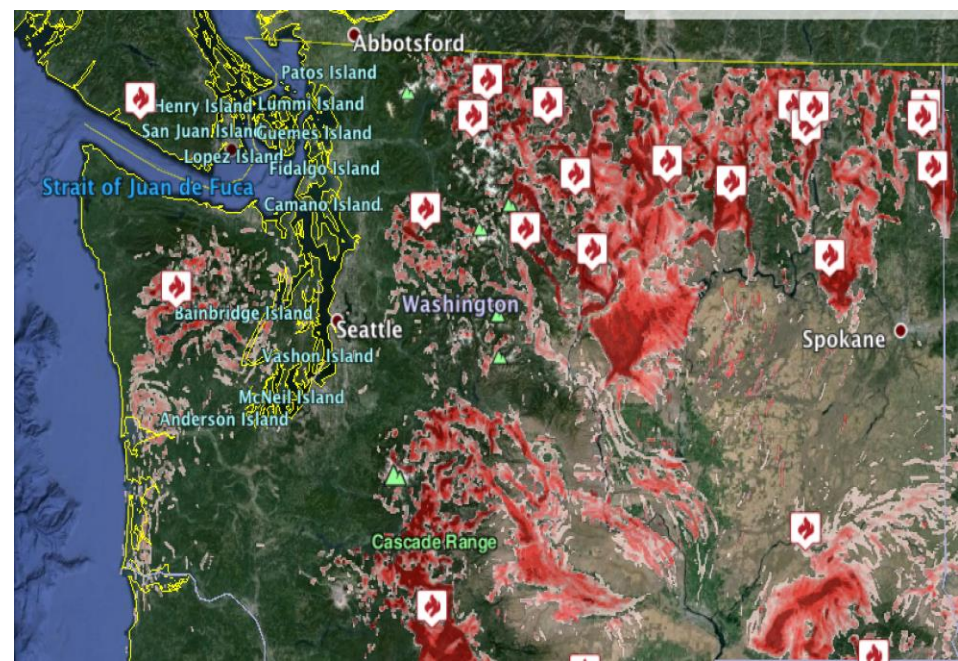 Abbotsford
Patos Island
Henry Island
Lummi Island
San Juan Island
Guemes Island
Lopez Island
Fidalgo Island
Strait of Juan de Fuca
Camano Island
Washington
Bainbridge Island
Seattle
Spokane
Vashon Island
McNeil Island
Anderson Island
Cascade Range